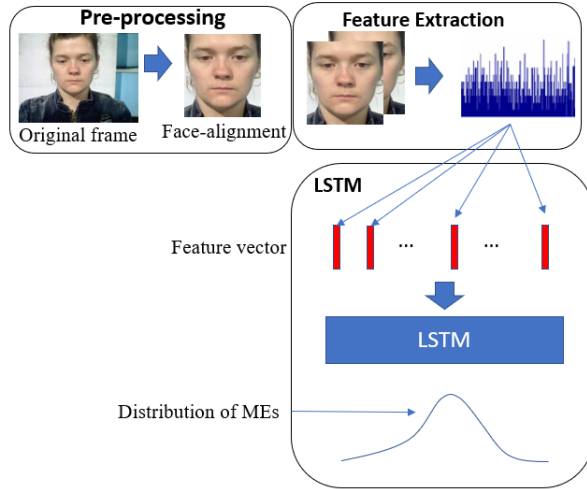 Pre-processing
Feature Extraction
Original frame
Face-alignment
LSTM
Feature vector
...
...
LSTM
Distribution of MEs